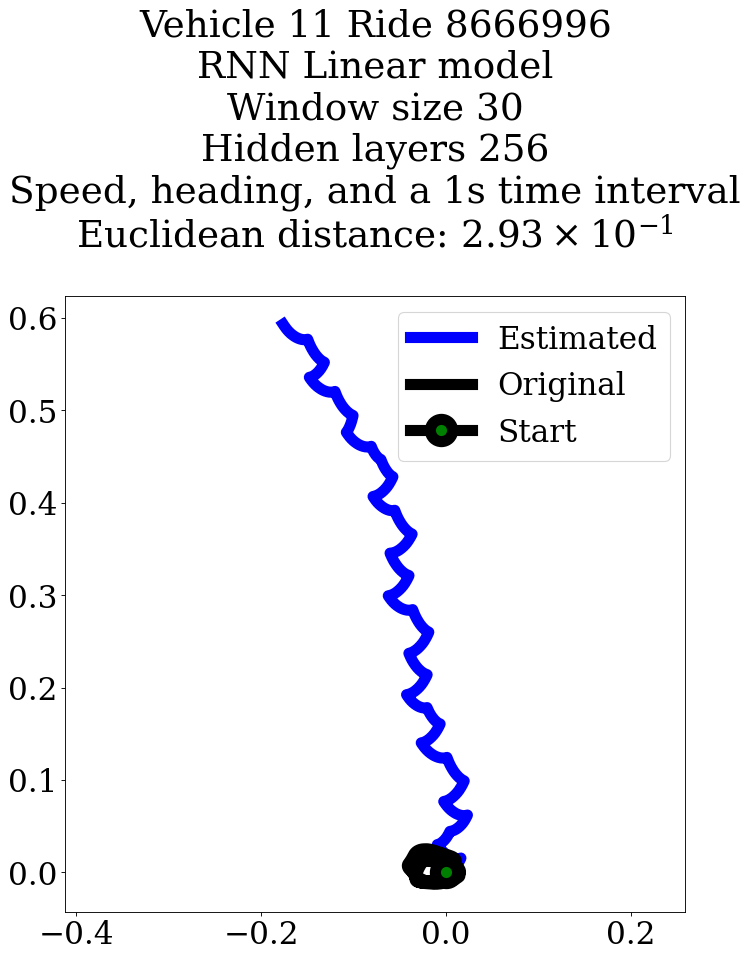 Vehicle 11 Ride 8666996
RNN Linear model
Window size 30
Hidden layers 256
Speed, heading, and a 1s time interval
Euclidean distance: 2.93 × 10⁻¹
Estimated
Original
Start
0.6
0.5
0.4
0.3
0.2
0.1
0.0
−0.4 −0.2 0.0 0.2